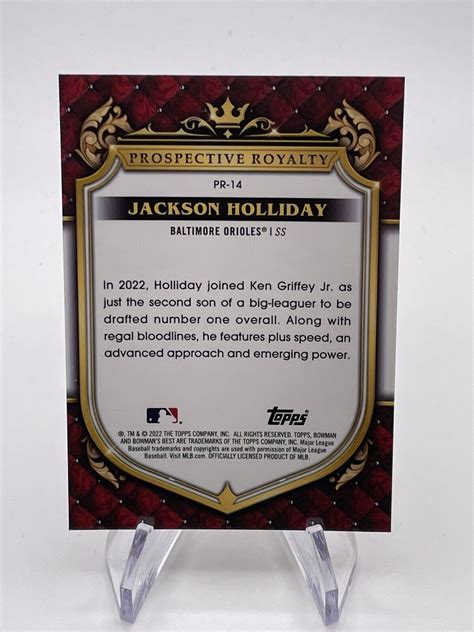 PROSPECTIVE ROYALTY
PR-14
JACKSON HOLLIDAY
BALTIMORE ORIOLES® | SS
In 2022, Holliday joined Ken Griffey Jr. as
just the second son of a big-leaguer to be
drafted number one overall. Along with
regal bloodlines, he features plus speed, an
advanced approach and emerging power.
topps
®, TM & © 2022 THE TOPPS COMPANY, INC. ALL RIGHTS RESERVED. TOPPS, BOWMAN
AND BOWMAN'S BEST ARE TRADEMARKS OF THE TOPPS COMPANY, INC. Major League
Baseball trademarks and copyrights are used with permission of Major League
Baseball. Visit MLB.com. OFFICIALLY LICENSED PRODUCT OF MLB.